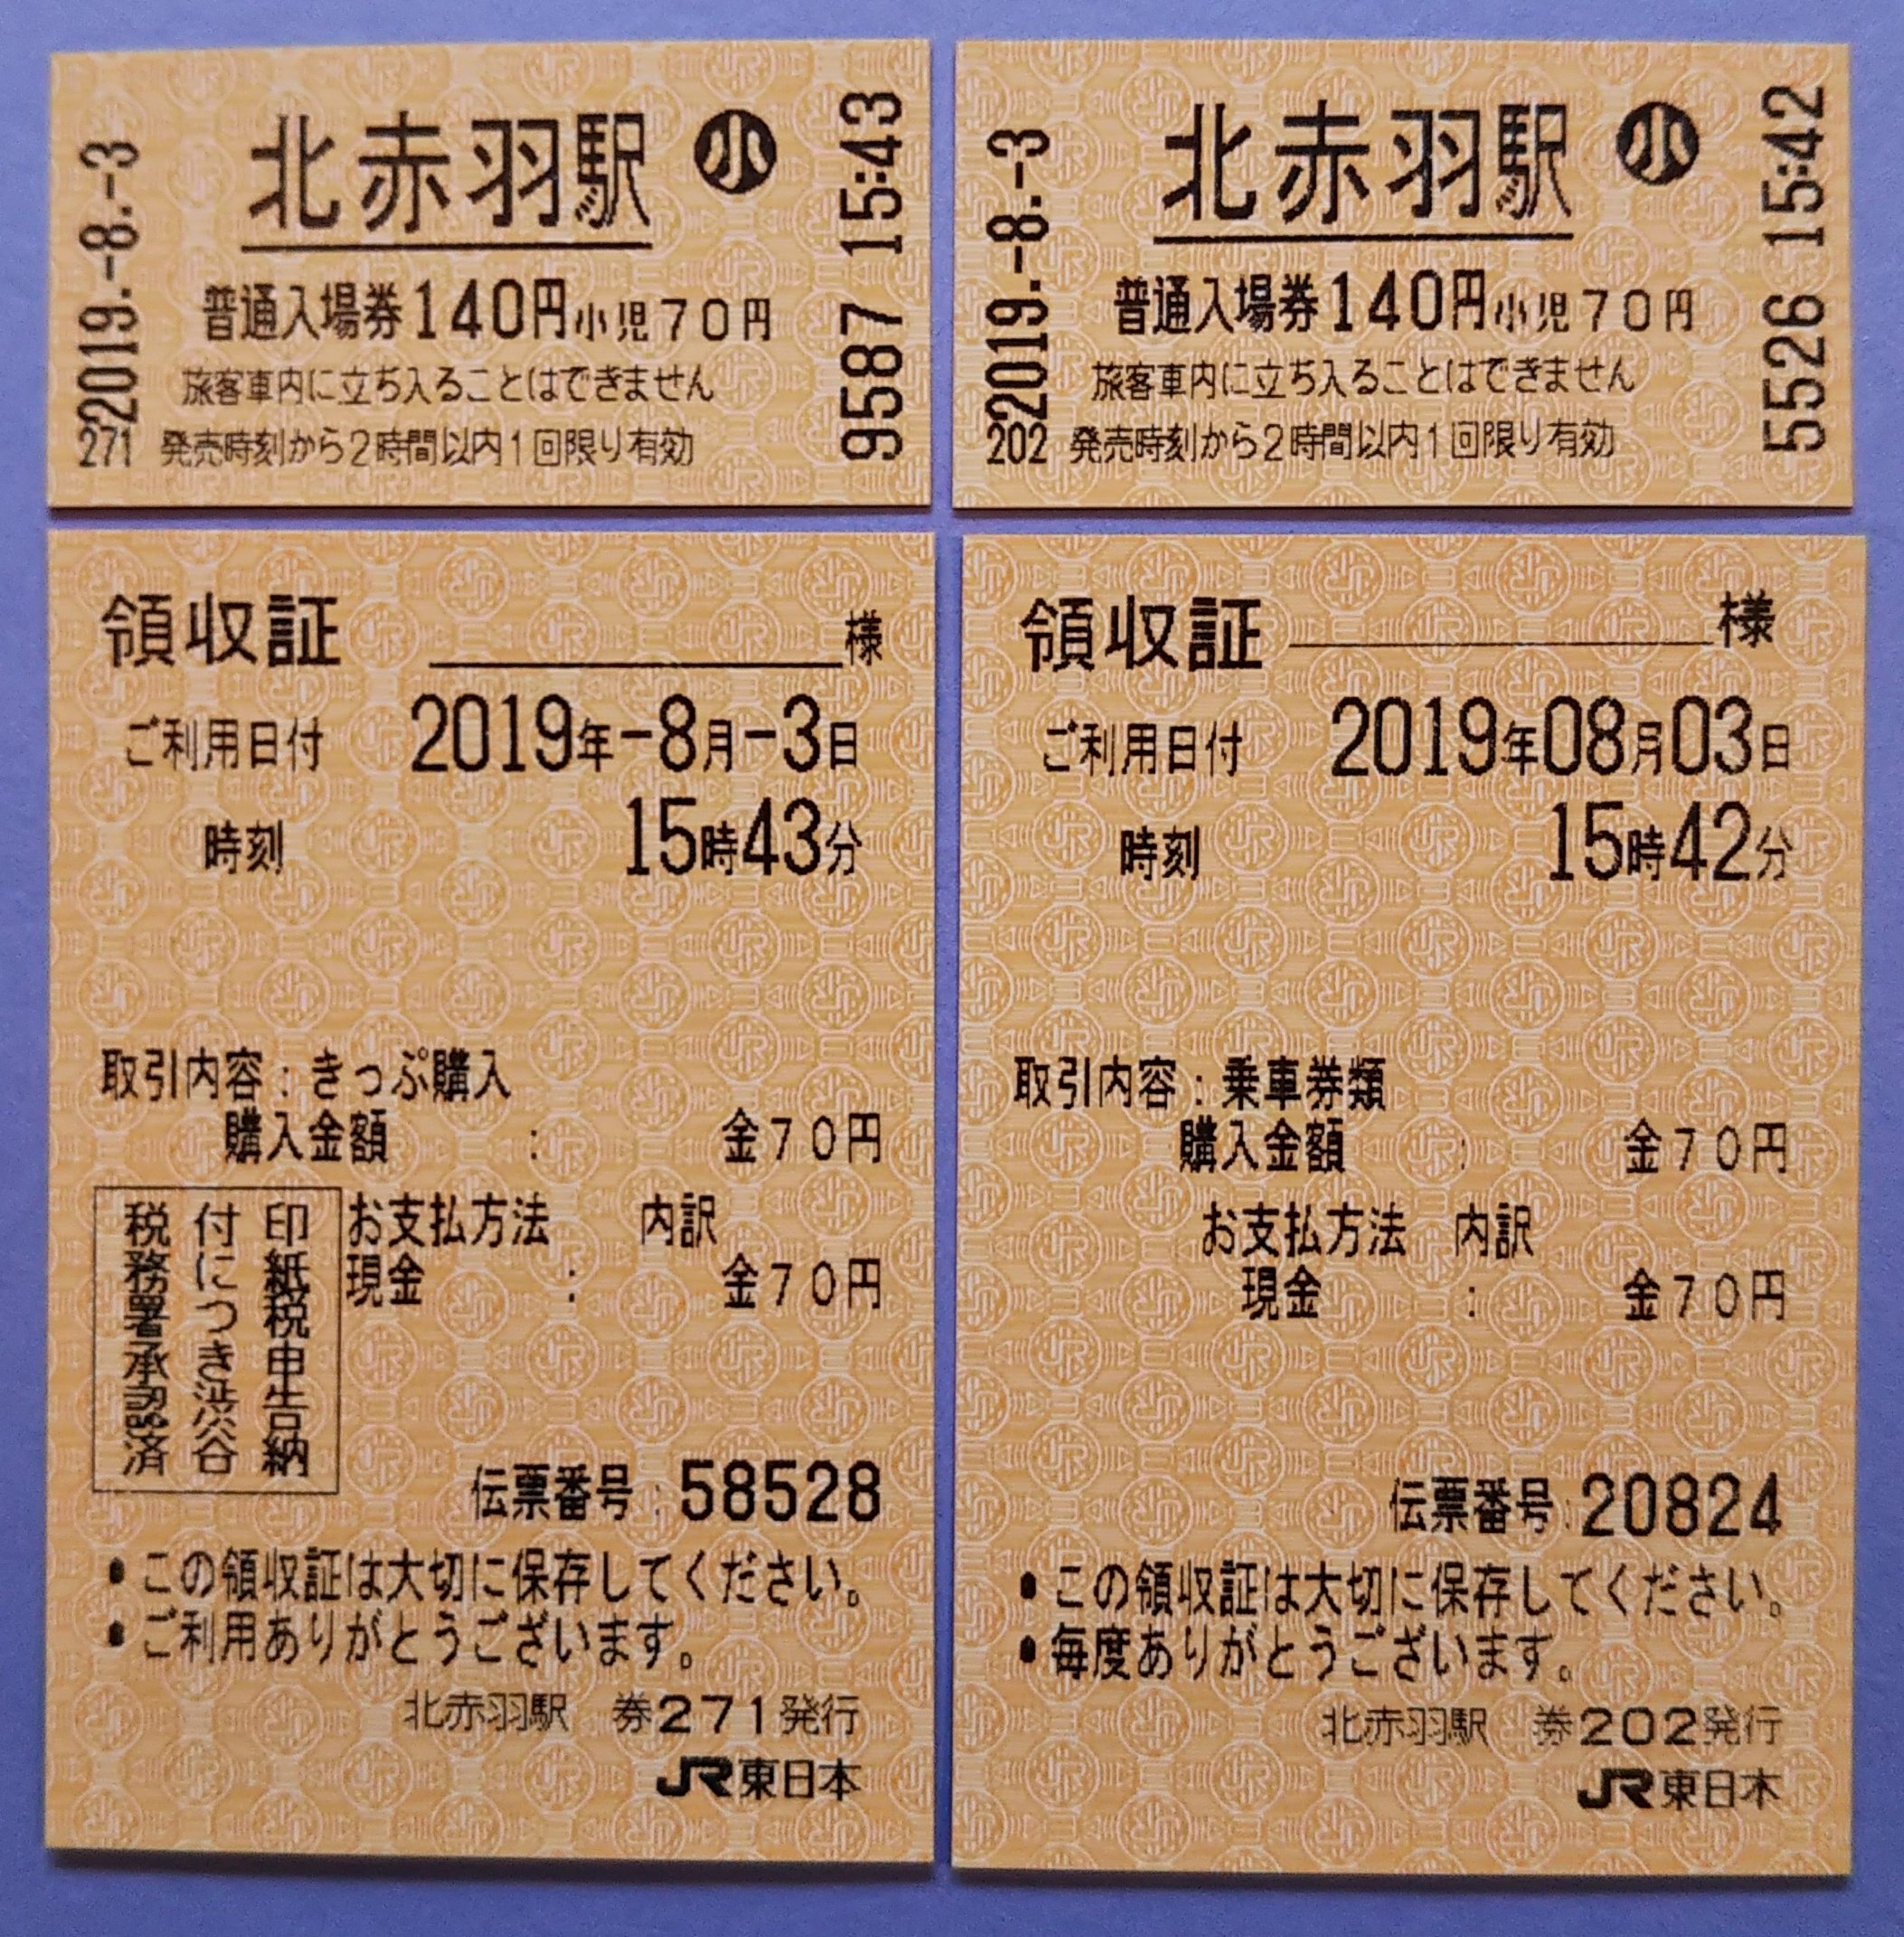 北赤羽駅 小
普通入場券140円小児70円
旅客車内に立ち入ることはできません
発売時刻から2時間以内1回限り有効
2019.-8.-3
271
9587 15:43
北赤羽駅 小
普通入場券140円小児70円
旅客車内に立ち入ることはできません
発売時刻から2時間以内1回限り有効
2019.-8.-3
202
5526 15:42
領収証 様
ご利用日付 2019年-8月-3日
時刻 15時43分
取引内容:きっぷ購入
購入金額 : 金70円
お支払方法 内訳
現金 : 金70円
印紙税申告納
付につき渋谷
税務署承認済
伝票番号:58528
•この領収証は大切に保存してください。
•ご利用ありがとうございます。
北赤羽駅 券271発行
JR東日本
領収証 様
ご利用日付 2019年08月03日
時刻 15時42分
取引内容:乗車券類
購入金額 : 金70円
お支払方法 内訳
現金 : 金70円
伝票番号:20824
•この領収証は大切に保存してください。
•毎度ありがとうございます。
北赤羽駅 券202発行
JR東日本